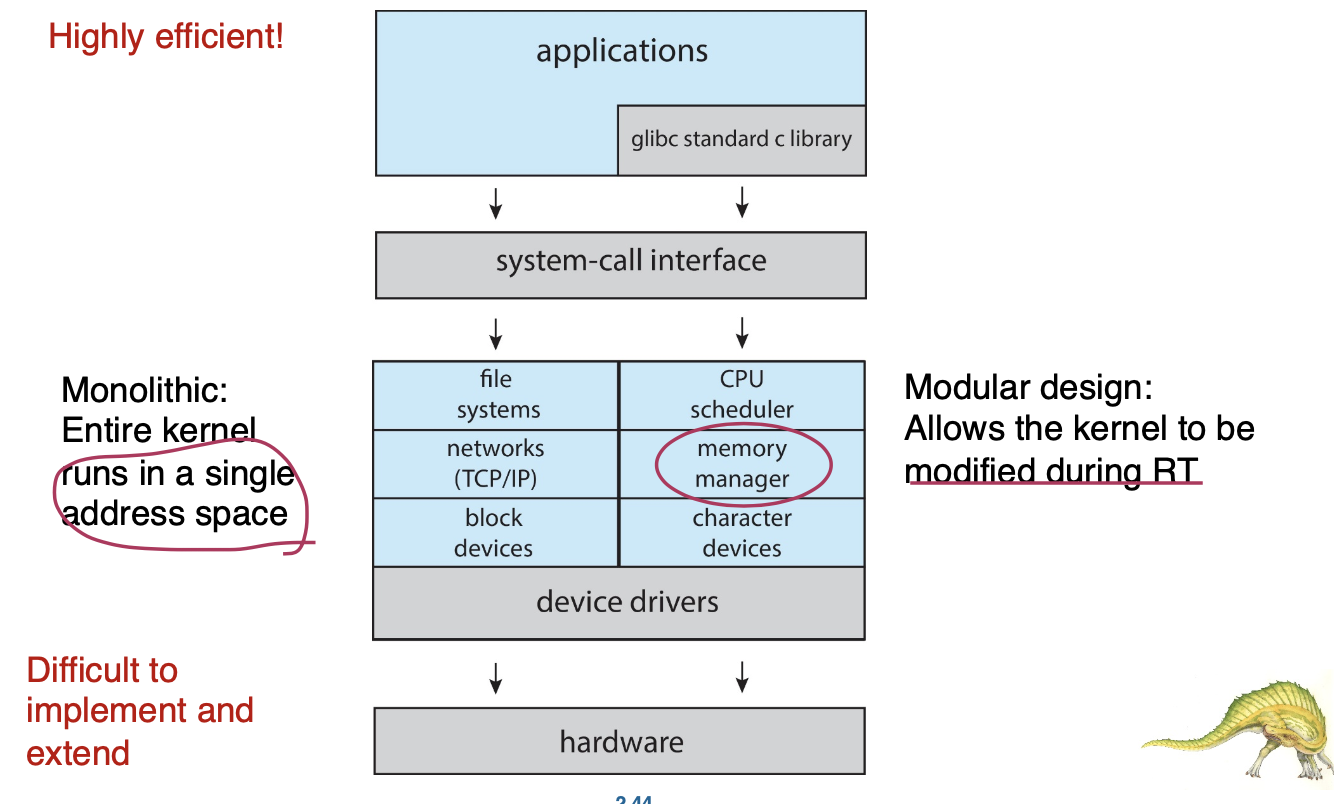 Highly efficient!
applications
glibc standard c library
system-call interface
Monolithic:
Entire kernel
runs in a single
address space
file
systems
CPU
scheduler
networks
(TCP/IP)
memory
manager
block
devices
character
devices
device drivers
Modular design:
Allows the kernel to be
modified during RT
Difficult to
implement and
extend
hardware